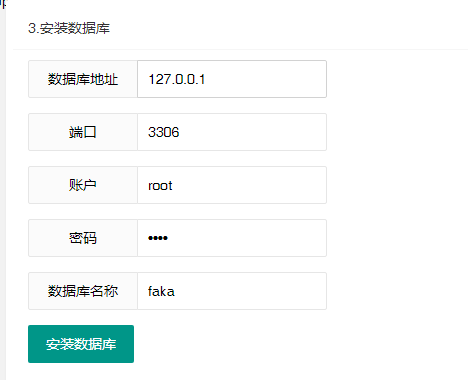 3.安装数据库
数据库地址 127.0.0.1
端口 3306
账户 root
密码 ••••
数据库名称 faka
安装数据库